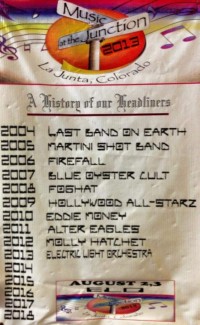 Music
at the Junction
2013
La Junta, Colorado
A History of our Headliners
2004 LAST BAND ON EARTH
2005 MARTINI SHOT BAND
2006 FIREFALL
2007 BLUE OYSTER CULT
2008 FOGHAT
2009 HOLLYWOOD ALL-STARZ
2010 EDDIE MONEY
2011 ALTER EAGLES
2012 MOLLY HATCHET
2013 ELECTRIC LIGHT ORCHESTRA
2014
2015
2016
2017
2018
AUGUST 2,3